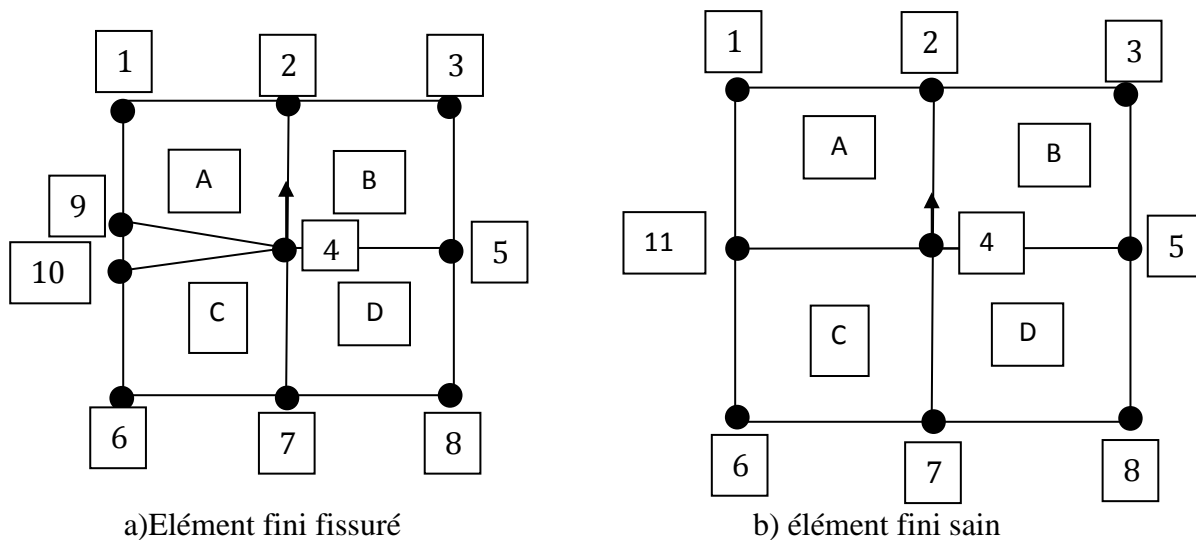 1 2 3 1 2 3
A B A B
9 4 5 11 4 5
10
C D C D
6 7 8 6 7 8
a)Elément fini fissuré b) élément fini sain